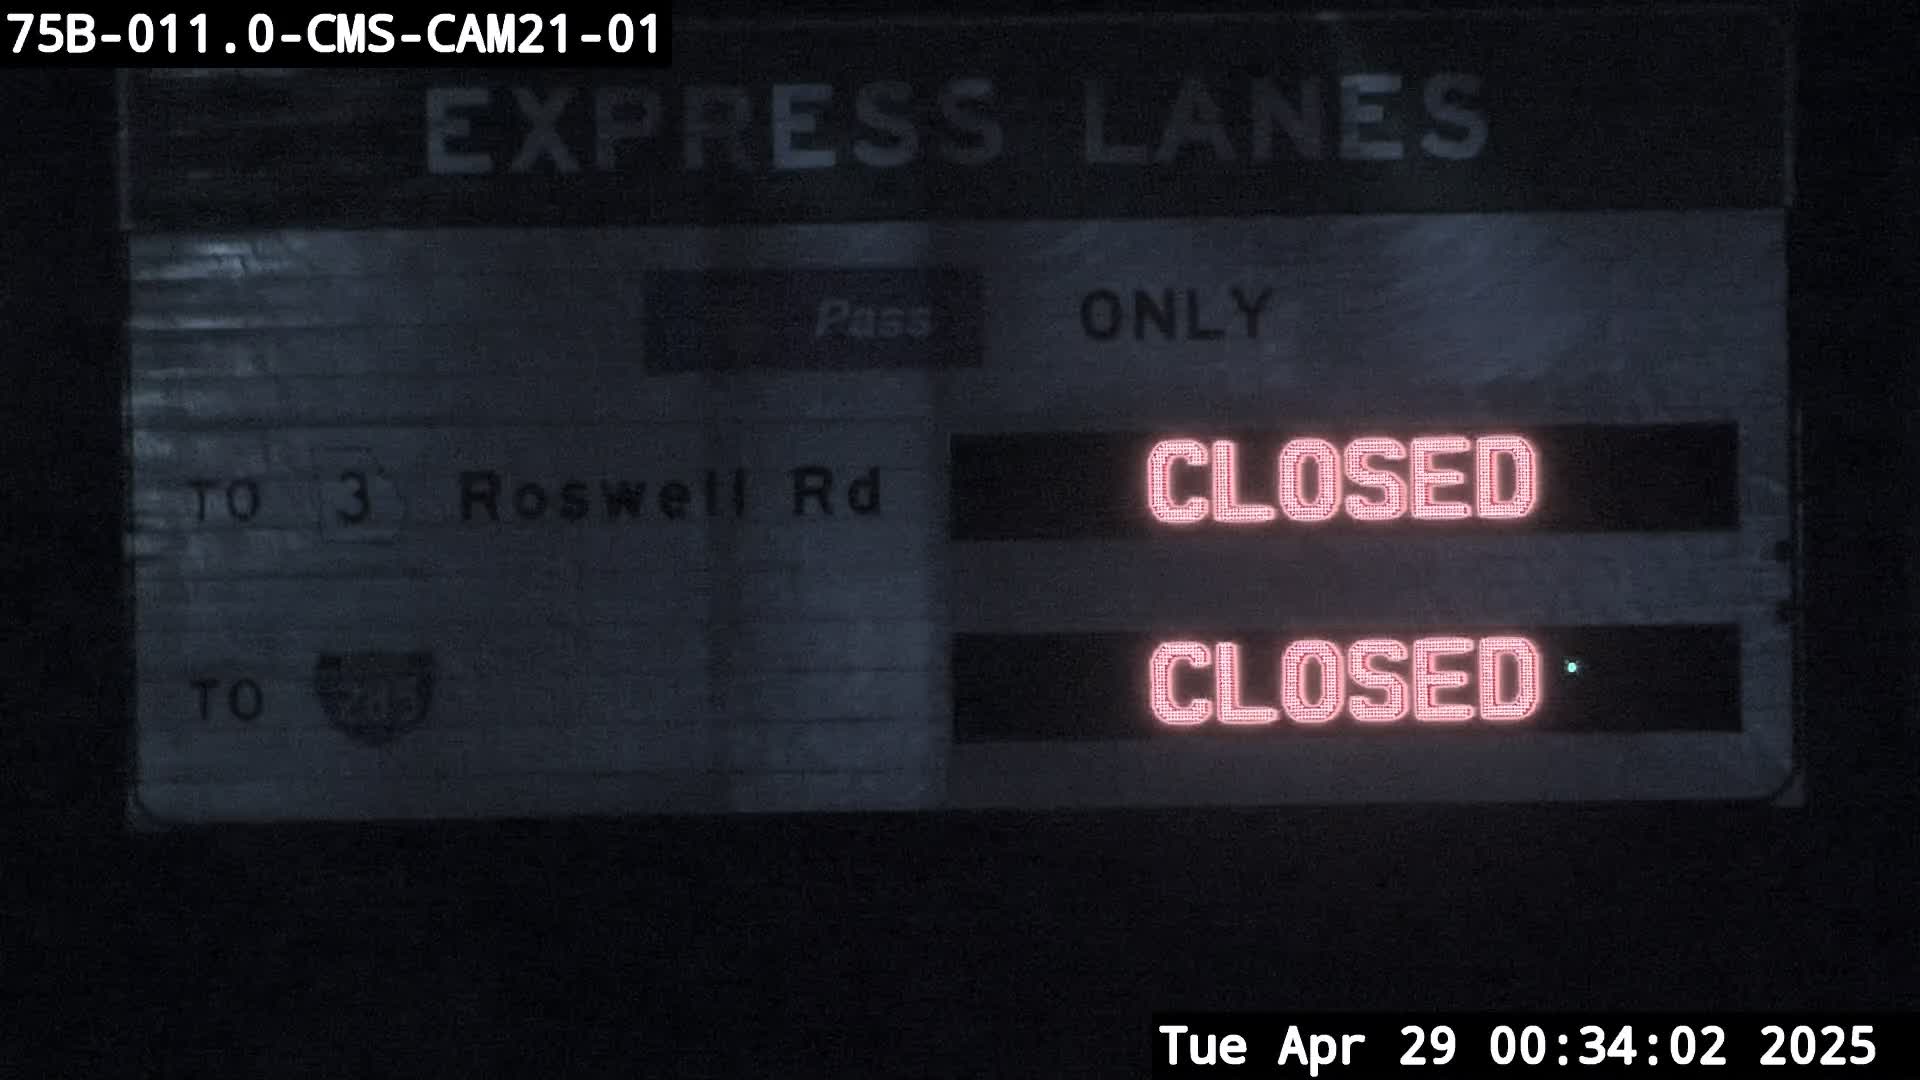 75B-011.0-CMS-CAM21-01
EXPRESS LANES
Pass ONLY
TO 3 Roswell Rd CLOSED
TO CLOSED
Tue Apr 29 00:34:02 2025